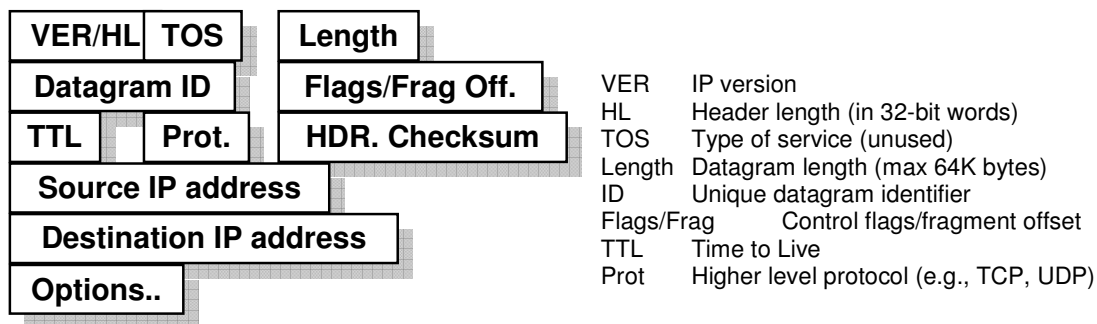 VER/HL TOS Length
Datagram ID Flags/Frag Off.
TTL Prot. HDR. Checksum
Source IP address
Destination IP address
Options..
VER IP version
HL Header length (in 32-bit words)
TOS Type of service (unused)
Length Datagram length (max 64K bytes)
ID Unique datagram identifier
Flags/Frag Control flags/fragment offset
TTL Time to Live
Prot Higher level protocol (e.g., TCP, UDP)